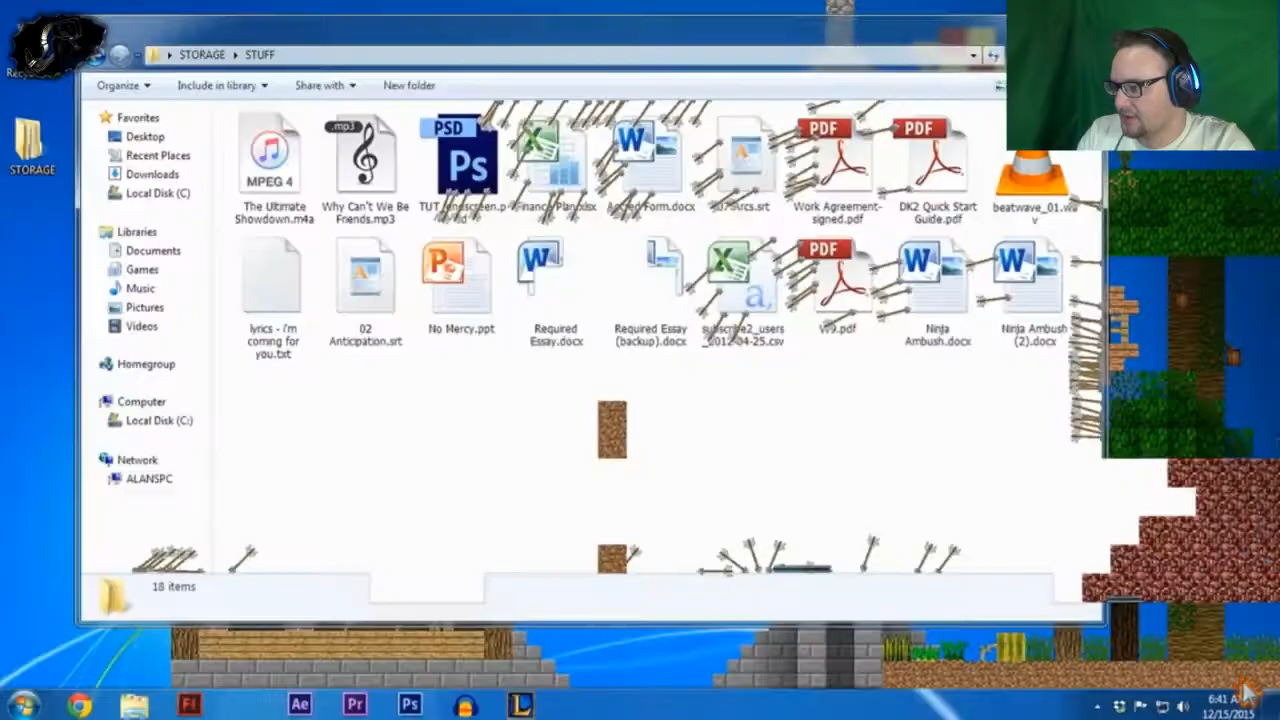 STORAGE STUFF
Organize Include in library Share with New folder
STORAGE
Favorites
Desktop
Recent Places
Downloads
Local Disk (C)
Libraries
Documents
Games
Music
Pictures
Videos
Homegroup
Computer
Local Disk (C:)
Network
ALANSPC
MPEG 4
.mp3
PSD
Ps
PDF
PDF
The Ultimate
Showdown.m4a
Why Can't We Be
Friends.mp3
Form.docx
Work Agreement-
signed.pdf
DK2 Quick Start
Guide.pdf
lyrics - i'm
coming for
you.txt
02
Anticipation.srt
No Mercy.ppt
Required
Essay.docx
Required Essay
(backup).docx
PDF
Ninja
Ambush.docx
Ninja Ambush
(2).docx
18 items
Fl Ae Pr Ps L
6:41
12/15/2015